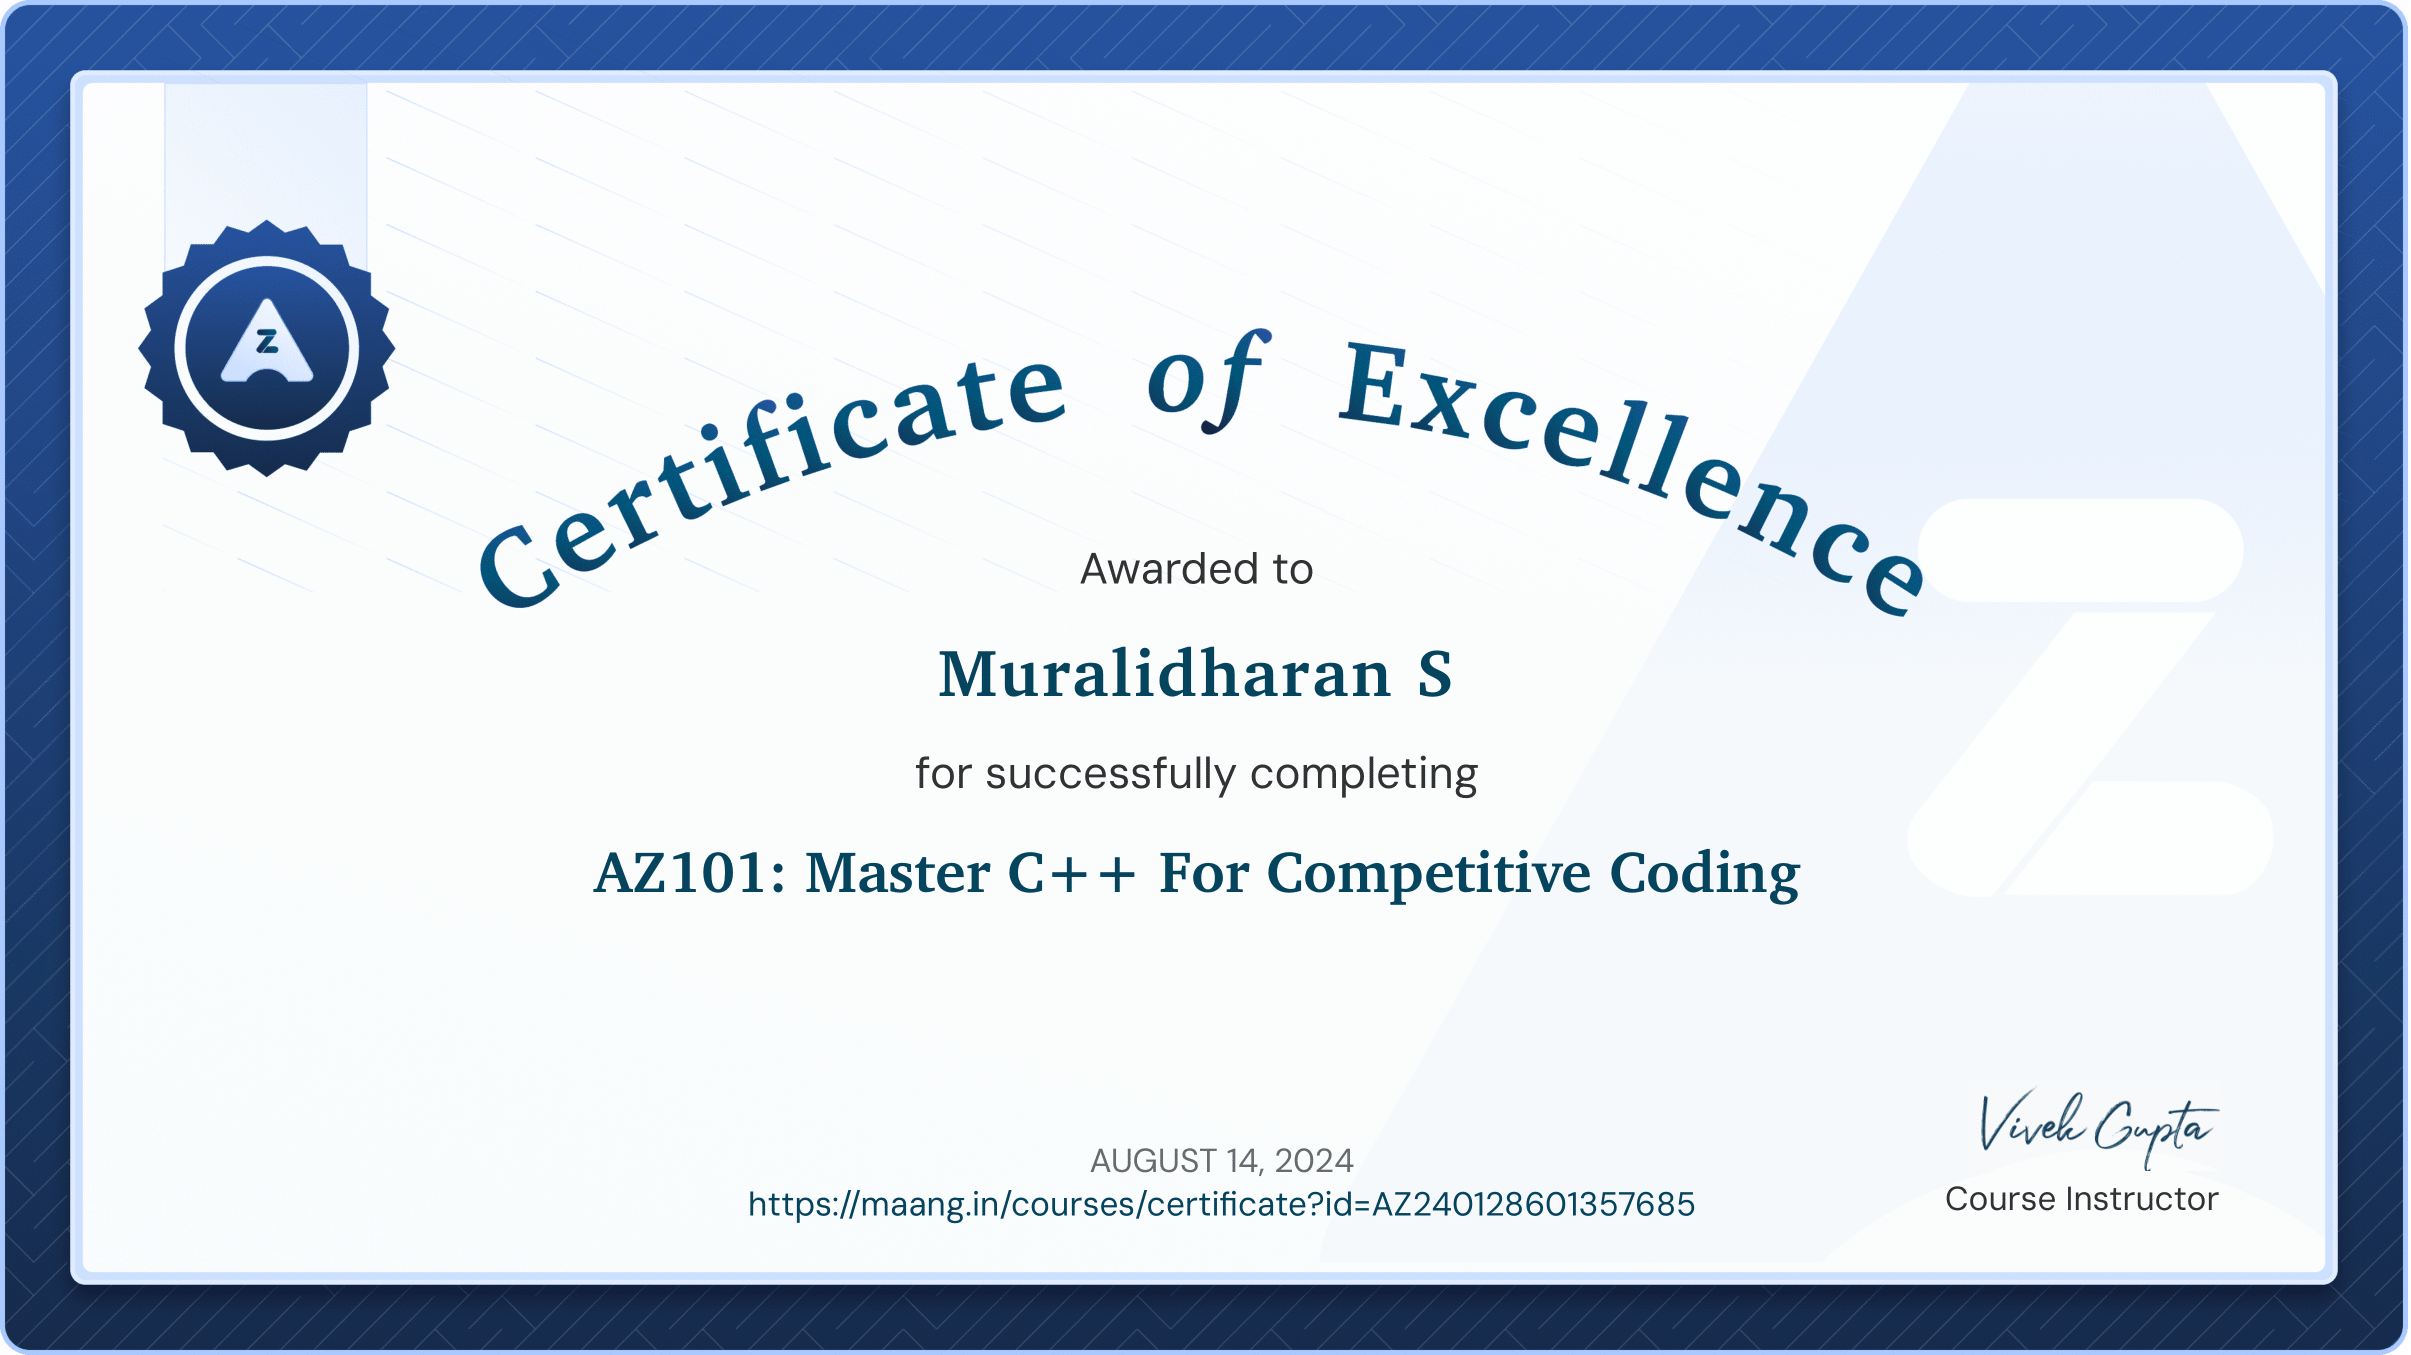 AZ
Certificate of Excellence
Awarded to
Muralidharan S
for successfully completing
AZ101: Master C++ For Competitive Coding
AUGUST 14, 2024
https://maang.in/courses/certificate?id=AZ240128601357685
Vivek Gupta
Course Instructor